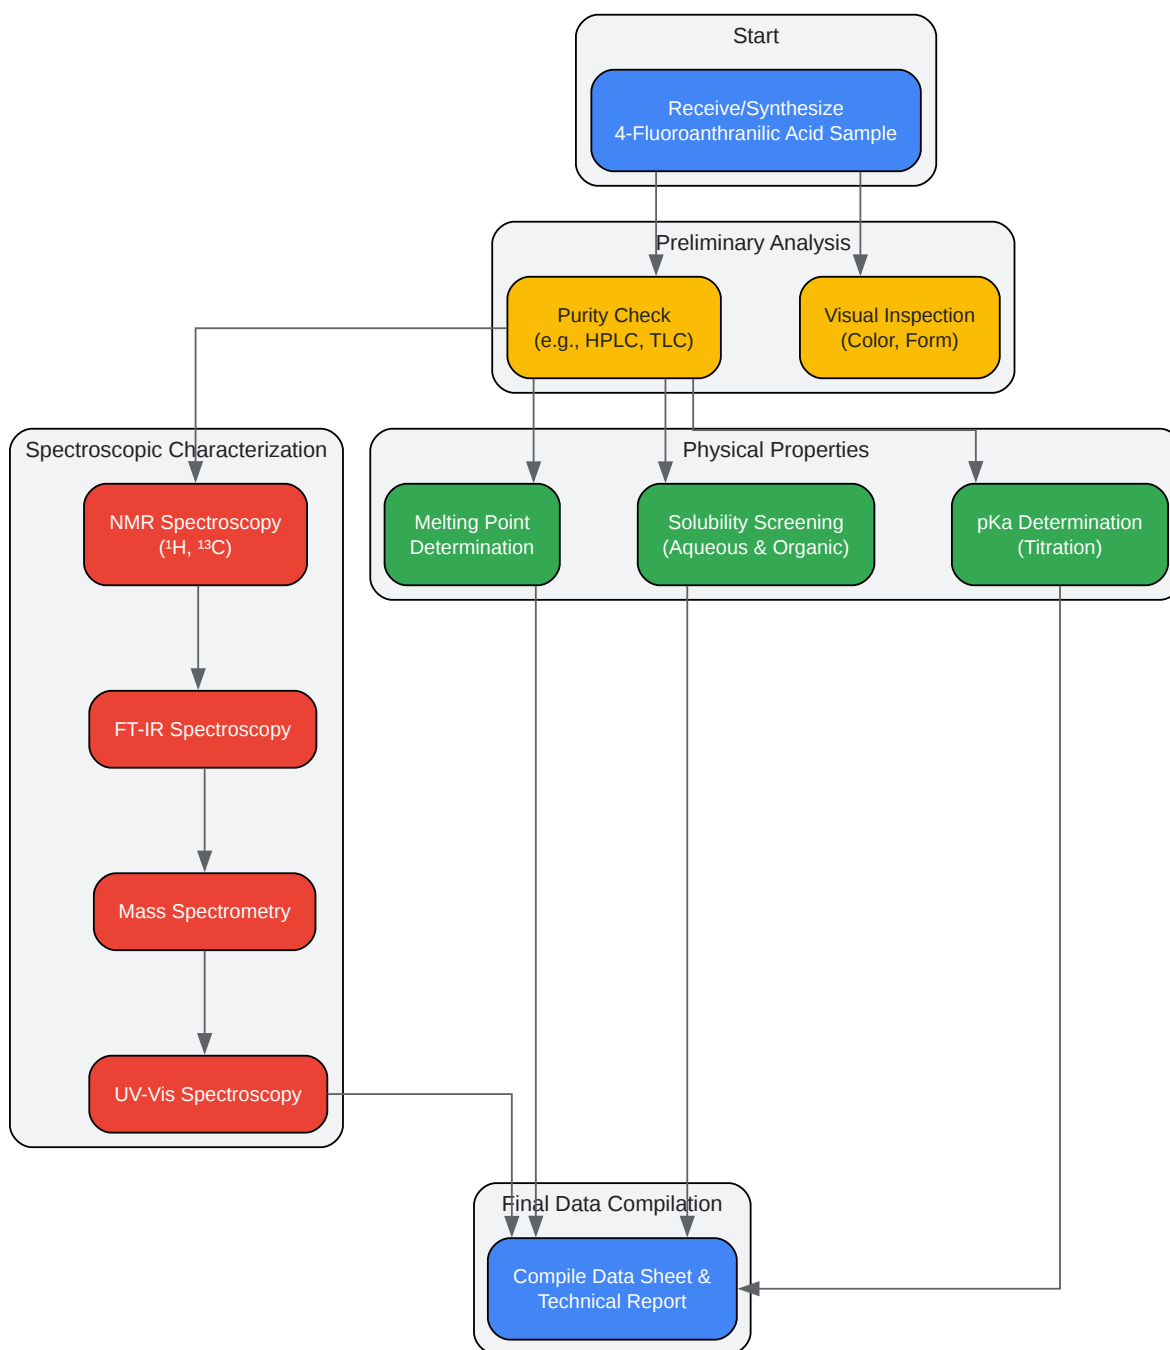 Start
Receive/Synthesize
4-Fluoroanthranilic Acid Sample
Preliminary Analysis
Purity Check
(e.g., HPLC, TLC)
Visual Inspection
(Color, Form)
Spectroscopic Characterization
NMR Spectroscopy
(¹H, ¹³C)
FT-IR Spectroscopy
Mass Spectrometry
UV-Vis Spectroscopy
Physical Properties
Melting Point
Determination
Solubility Screening
(Aqueous & Organic)
pKa Determination
(Titration)
Final Data Compilation
Compile Data Sheet &
Technical Report